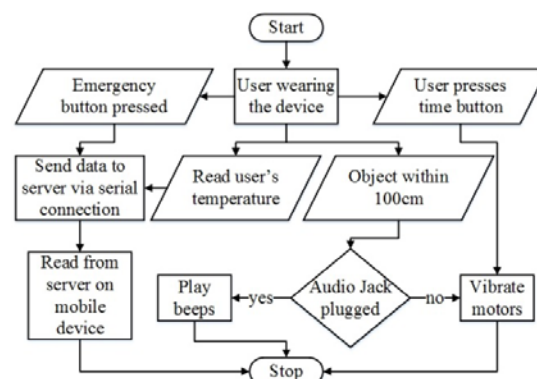 Start
Emergency
button pressed
User wearing
the device
User presses
time button
Send data to
server via serial
connection
Read user's
temperature
Object within
100cm
Read from
server on
mobile
device
Play
beeps
yes
Audio Jack
plugged
no
Vibrate
motors
Stop